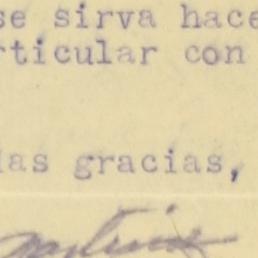 se sirva hace
rticular con
las gracias,